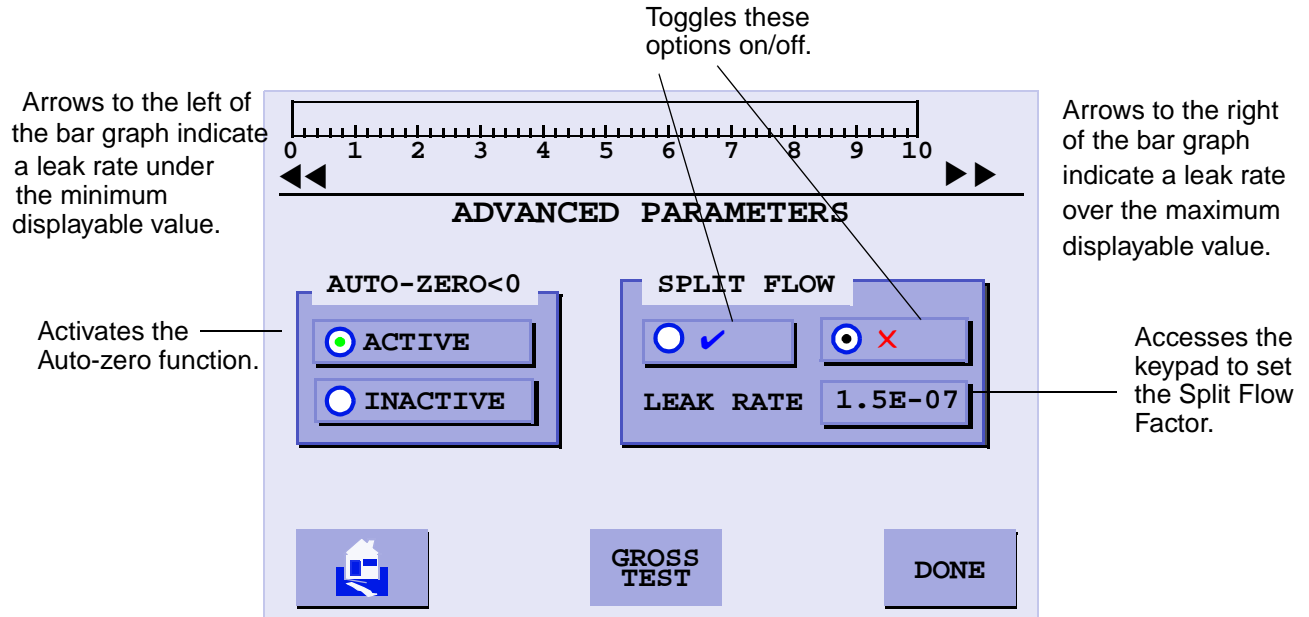 Toggles these
options on/off.
Arrows to the left of
the bar graph indicate
a leak rate under
the minimum
displayable value.
0 1 2 3 4 5 6 7 8 9 10
Arrows to the right
of the bar graph
indicate a leak rate
over the maximum
displayable value.
ADVANCED PARAMETERS
AUTO-ZERO<0
ACTIVE
INACTIVE
Activates the
Auto-zero function.
SPLIT FLOW
LEAK RATE 1.5E-07
Accesses the
keypad to set
the Split Flow
Factor.
GROSS
TEST
DONE